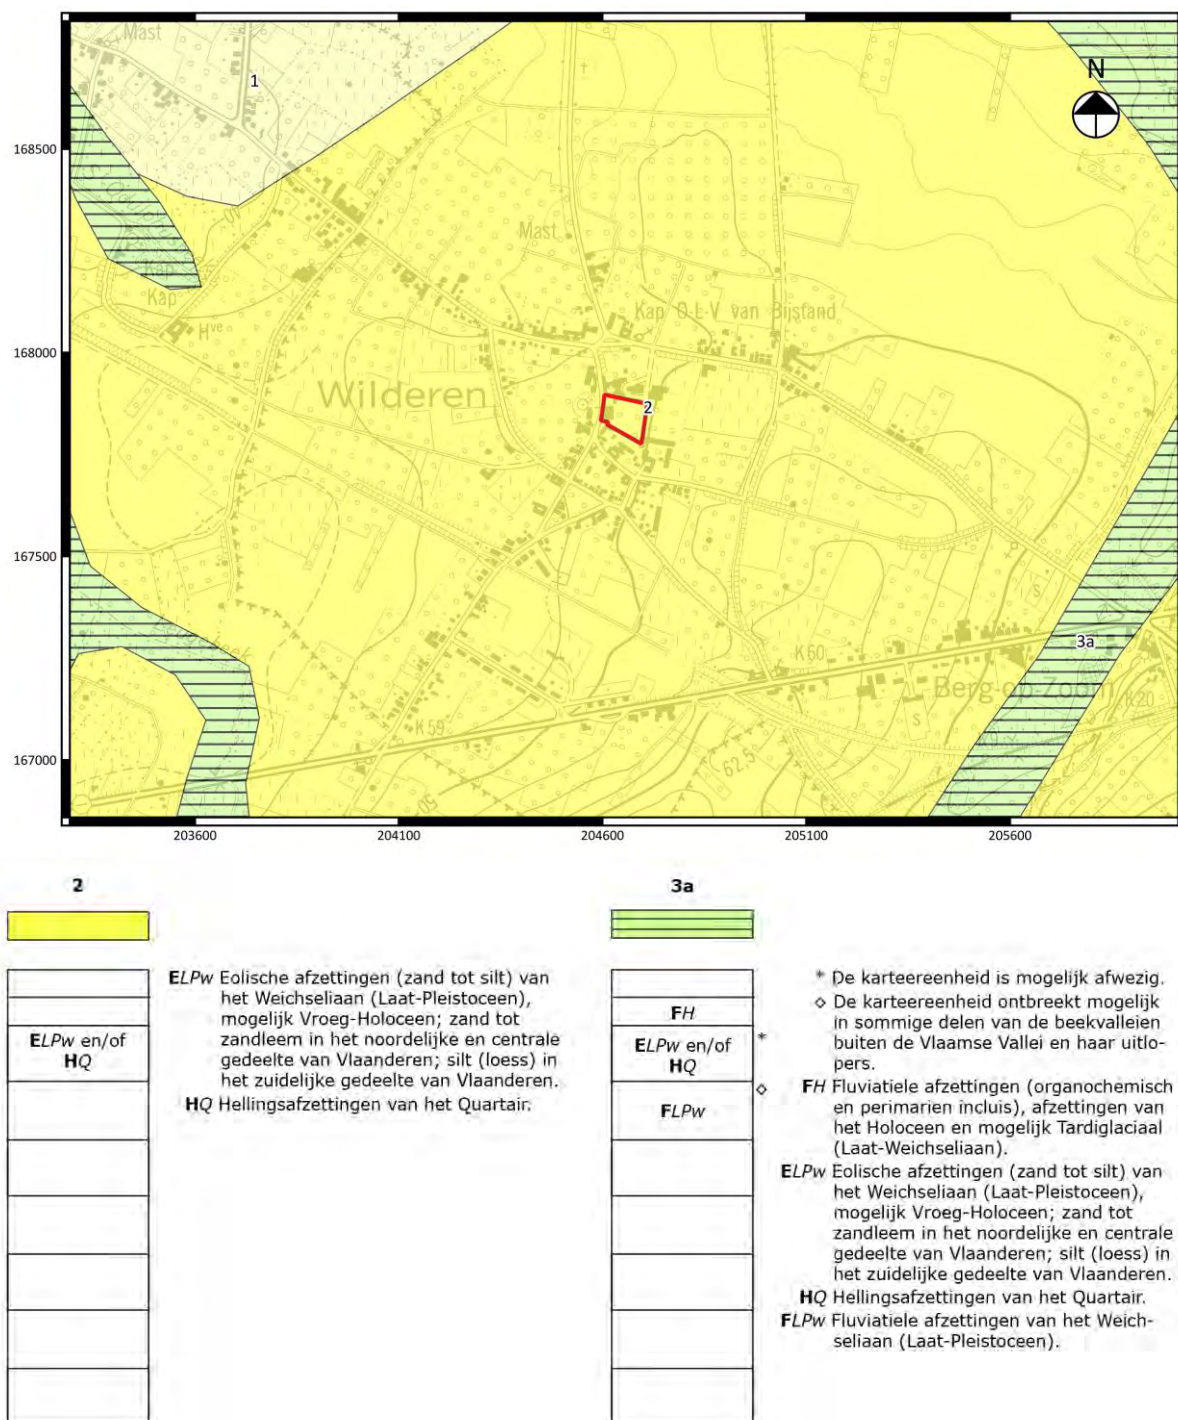 Mast
1
N
168500
Mast
Kap
Kap
Hve
Kap O-L-V van Bijstand
168000
Wilderen
2
167500
3a
K60
Berg-op-Zoom
K20
S
S
K59
62,5
50
167000
203600 204100 204600 205100 205600
2
ELPw en/of
HQ
ELPw Eolische afzettingen (zand tot silt) van
het Weichseliaan (Laat-Pleistoceen),
mogelijk Vroeg-Holoceen; zand tot
zandleem in het noordelijke en centrale
gedeelte van Vlaanderen; silt (loess) in
het zuidelijke gedeelte van Vlaanderen.
HQ Hellingsafzettingen van het Quartair.
3a
FH
ELPw en/of
HQ
*
FLPw
◇
* De karteereenheid is mogelijk afwezig.
◇ De karteereenheid ontbreekt mogelijk
in sommige delen van de beekvalleien
buiten de Vlaamse Vallei en haar uitlo-
pers.
FH Fluviatiele afzettingen (organochemisch
en perimarien incluis), afzettingen van
het Holoceen en mogelijk Tardiglaciaal
(Laat-Weichseliaan).
ELPw Eolische afzettingen (zand tot silt) van
het Weichseliaan (Laat-Pleistoceen),
mogelijk Vroeg-Holoceen; zand tot
zandleem in het noordelijke en centrale
gedeelte van Vlaanderen; silt (loess) in
het zuidelijke gedeelte van Vlaanderen.
HQ Hellingsafzettingen van het Quartair.
FLPw Fluviatiele afzettingen van het Weich-
seliaan (Laat-Pleistoceen).